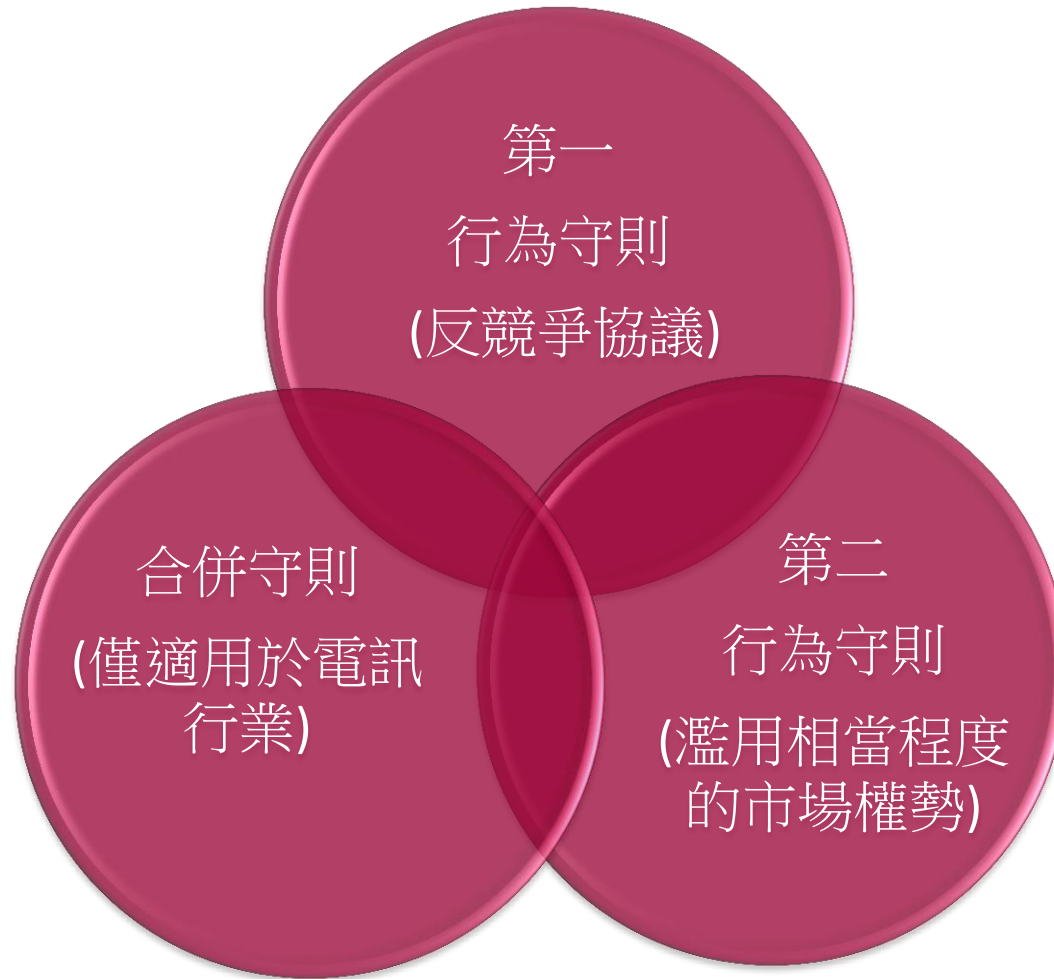 第一
行為守則
(反競爭協議)
合併守則
(僅適用於電訊
行業)
第二
行為守則
(濫用相當程度
的市場權勢)